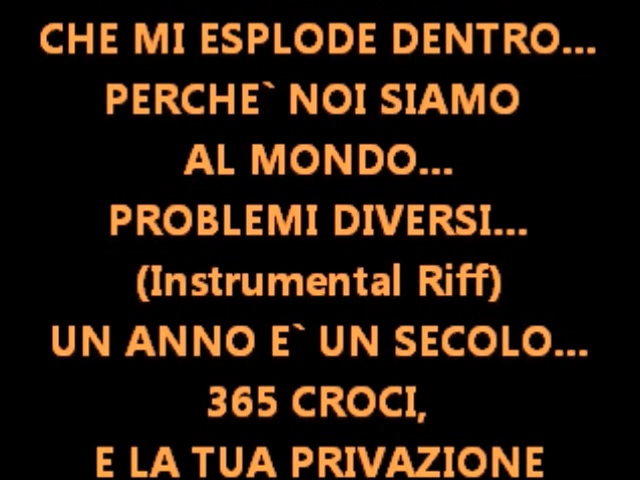 CHE MI ESPLODE DENTRO...
PERCHE` NOI SIAMO
AL MONDO...
PROBLEMI DIVERSI...
(Instrumental Riff)
UN ANNO E` UN SECOLO...
365 CROCI,
E LA TUA PRIVAZIONE